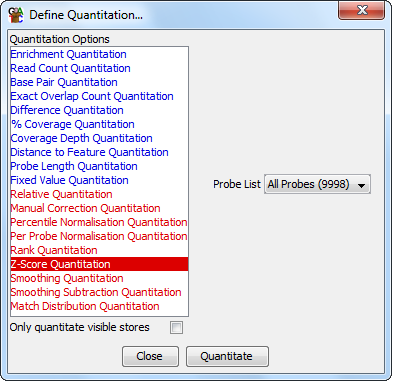 Define Quantitation...
Quantitation Options
Enrichment Quantitation
Read Count Quantitation
Base Pair Quantitation
Exact Overlap Count Quantitation
Difference Quantitation
% Coverage Quantitation
Coverage Depth Quantitation
Distance to Feature Quantitation
Probe Length Quantitation
Fixed Value Quantitation
Relative Quantitation
Manual Correction Quantitation
Percentile Normalisation Quantitation
Per Probe Normalisation Quantitation
Rank Quantitation
Z-Score Quantitation
Smoothing Quantitation
Smoothing Subtraction Quantitation
Match Distribution Quantitation
Probe List All Probes (9998)
Only quantitate visible stores
Close Quantitate